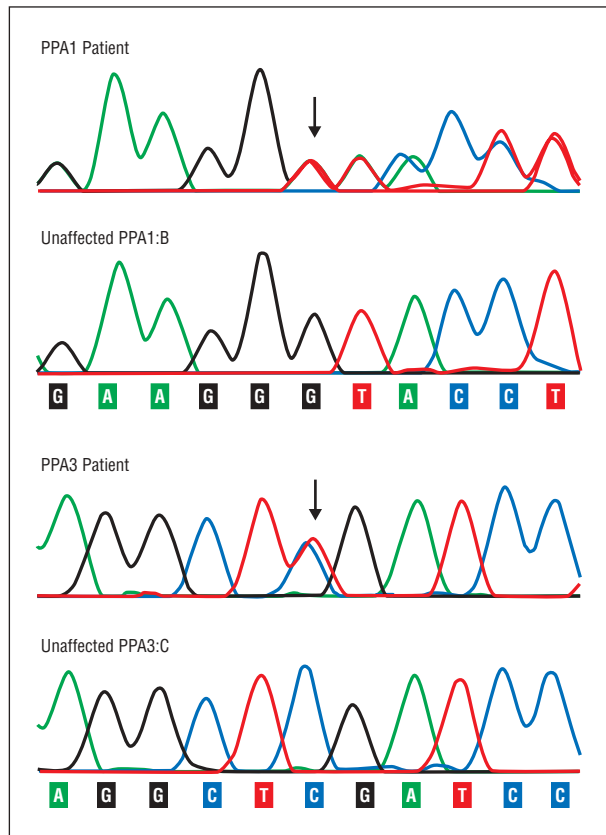 PPA1 Patient
Unaffected PPA1:B
G A A G G G T A C C T
PPA3 Patient
Unaffected PPA3:C
A G G C T C G A T C C